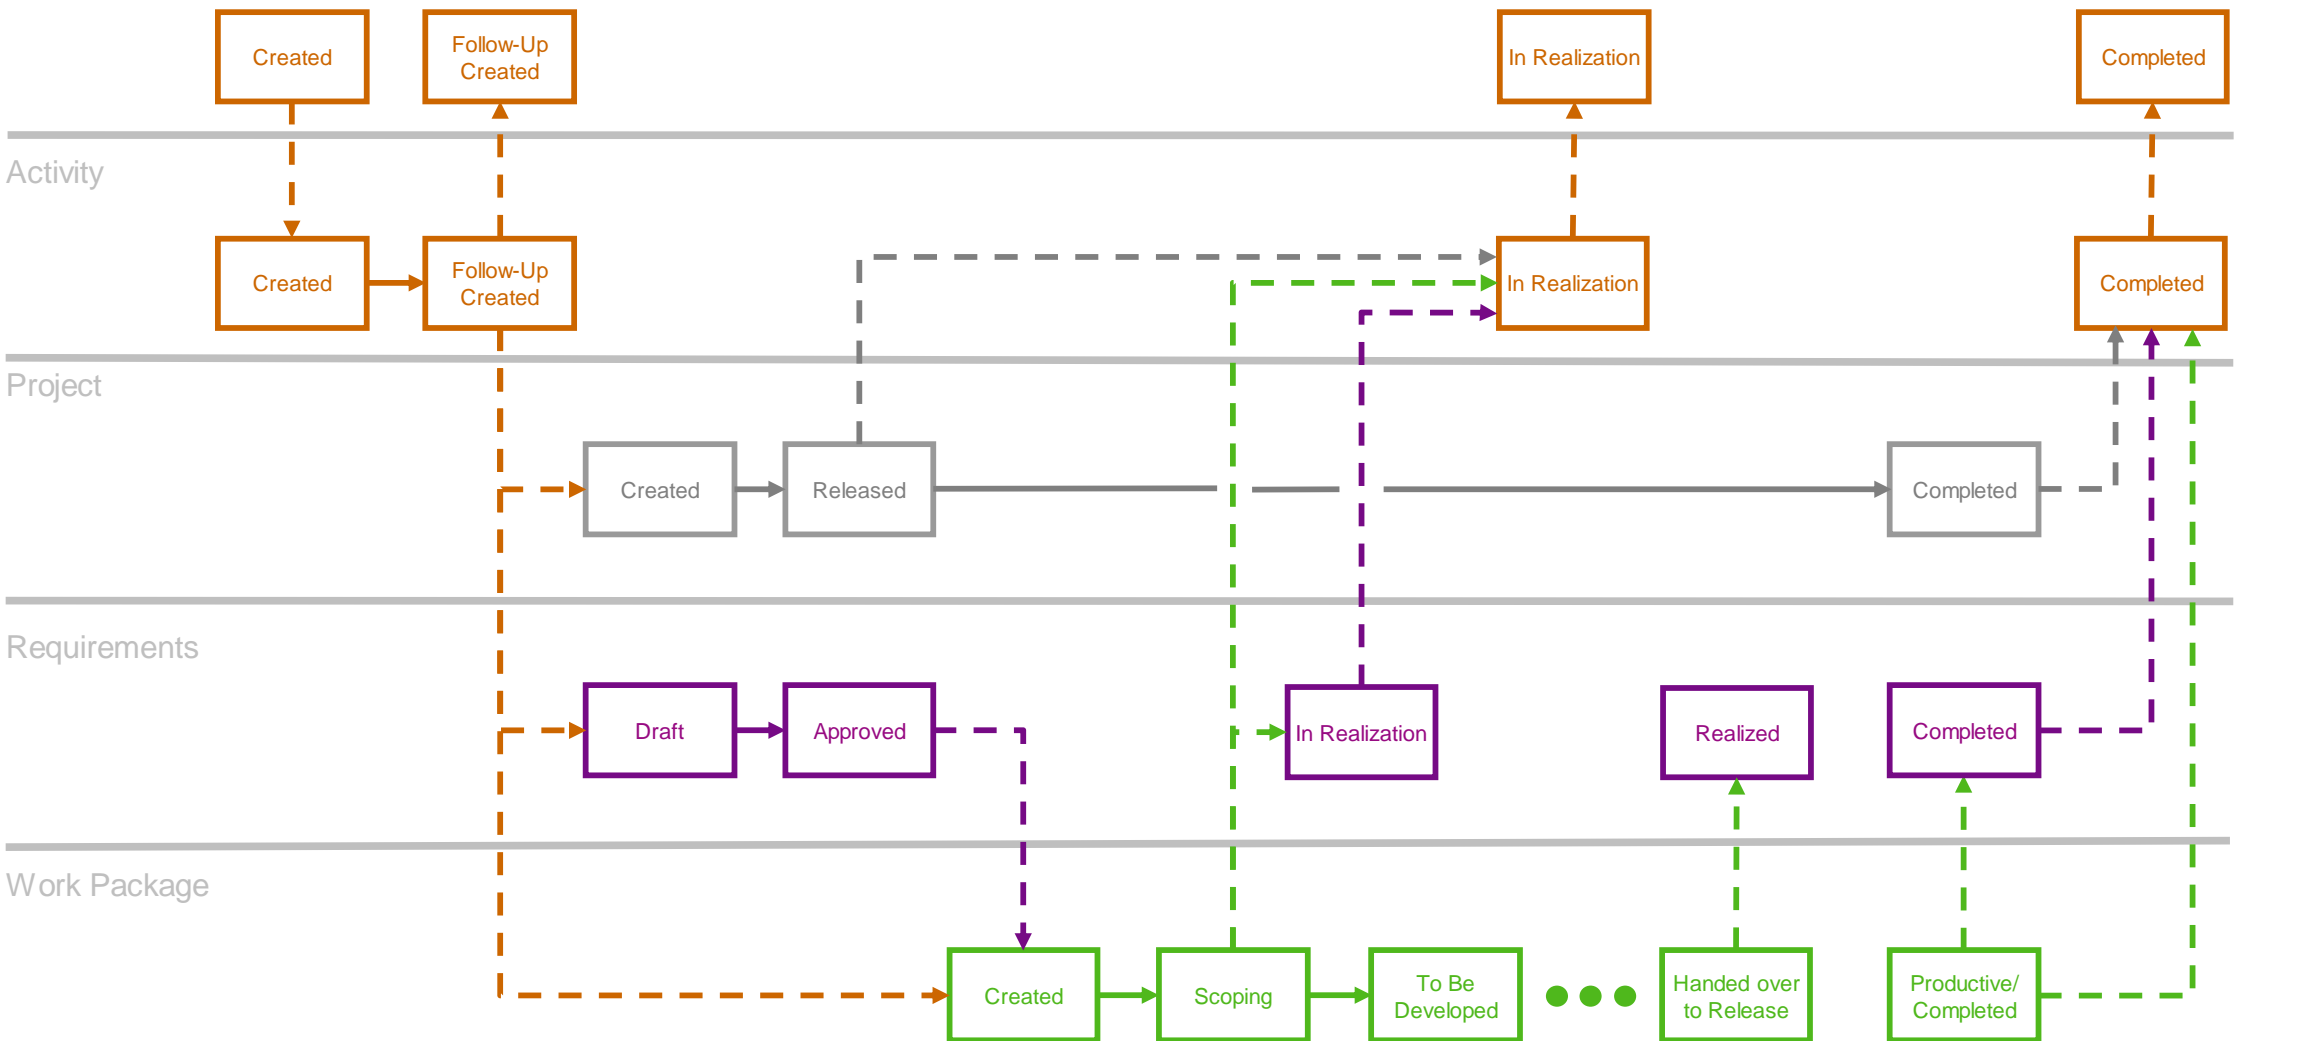 Created
Follow-Up
Created
In Realization
Completed
Activity
Created
Follow-Up
Created
In Realization
Completed
Project
Created
Released
Completed
Requirements
Draft
Approved
In Realization
Realized
Completed
Work Package
Created
Scoping
To Be
Developed
Handed over
to Release
Productive/
Completed